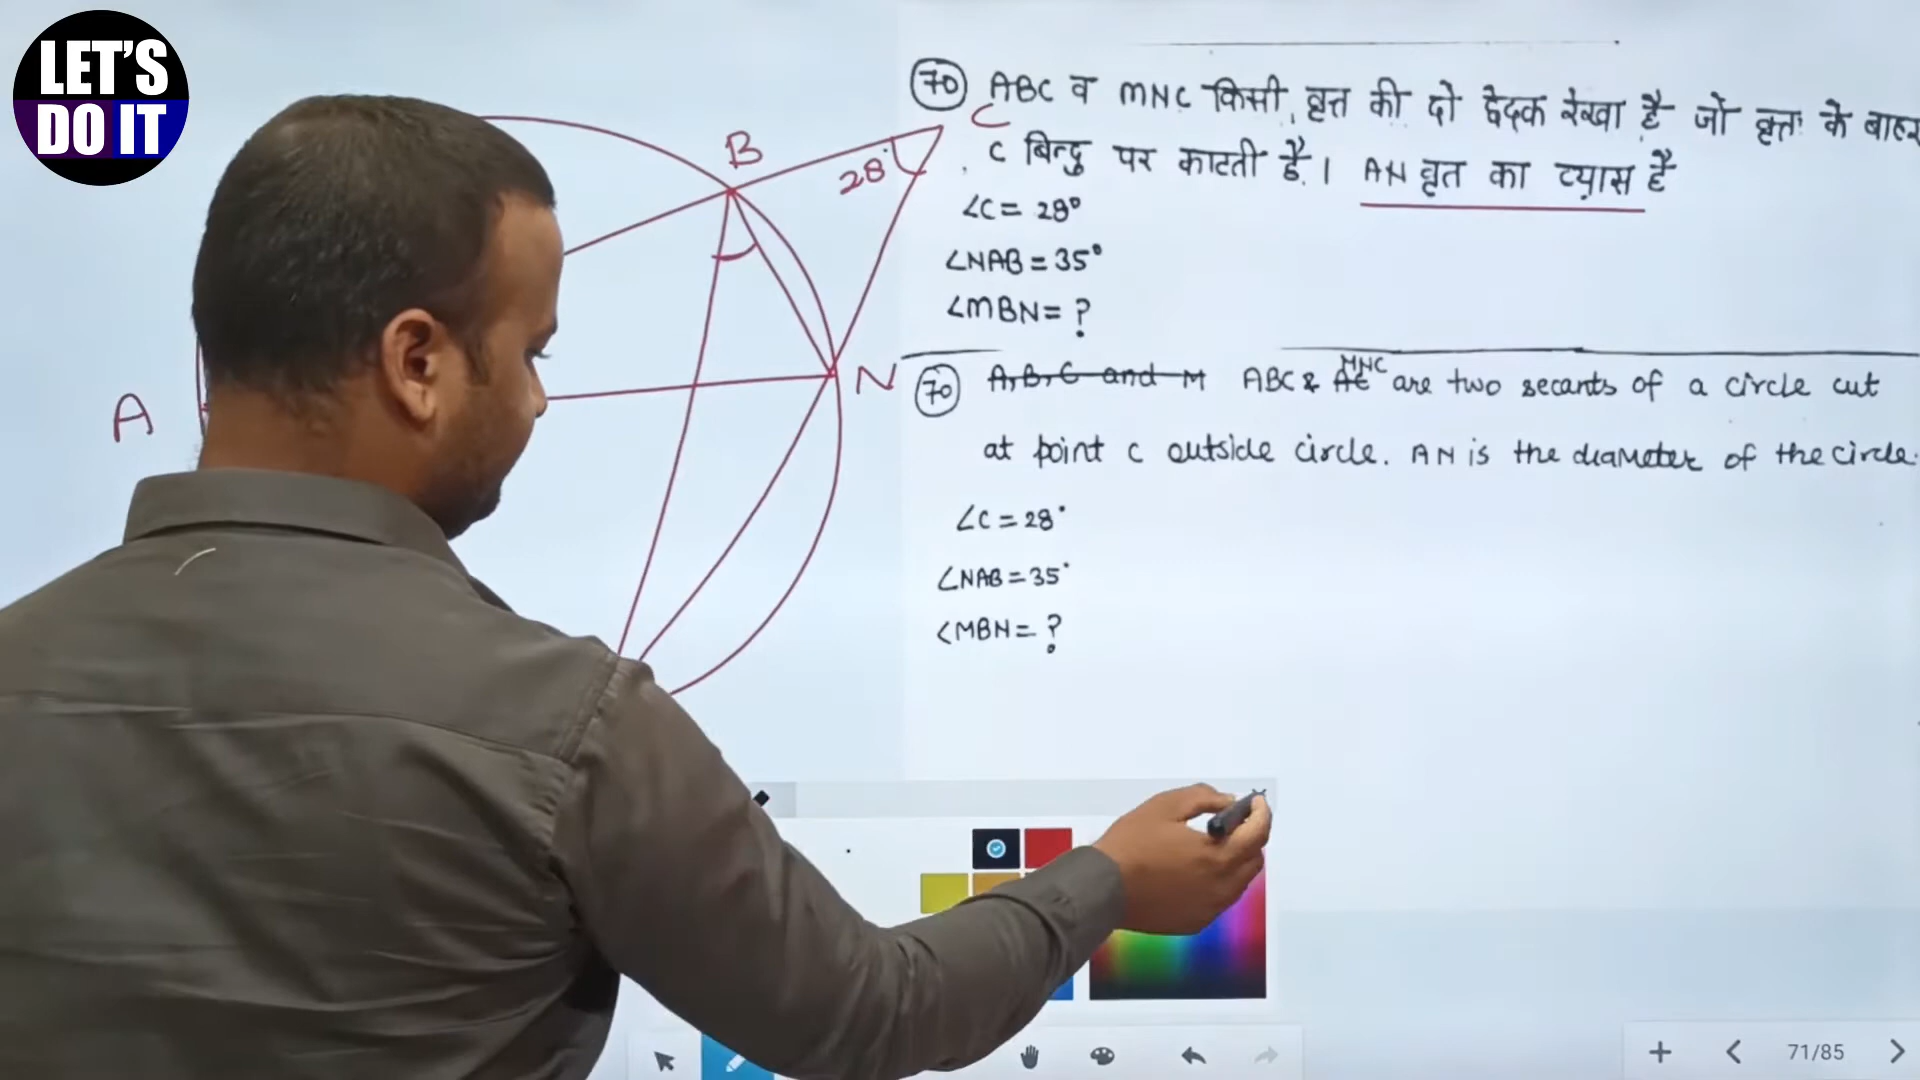 LET'S
DO IT
70 ABC व MNC किसी वृत्त की दो छेदक रेखा है जो वृत्त के बाहर
C बिन्दु पर काटती है। AN वृत्त का व्यास है
∠C = 28°
∠NAB = 35°
∠MBN = ?
70 A, B, C and M ABC & AC MNC are two secants of a circle cut
at point C outside circle. AN is the diameter of the circle.
∠C = 28°
∠NAB = 35°
∠MBN = ?
B
C
28°
A
N
71/85